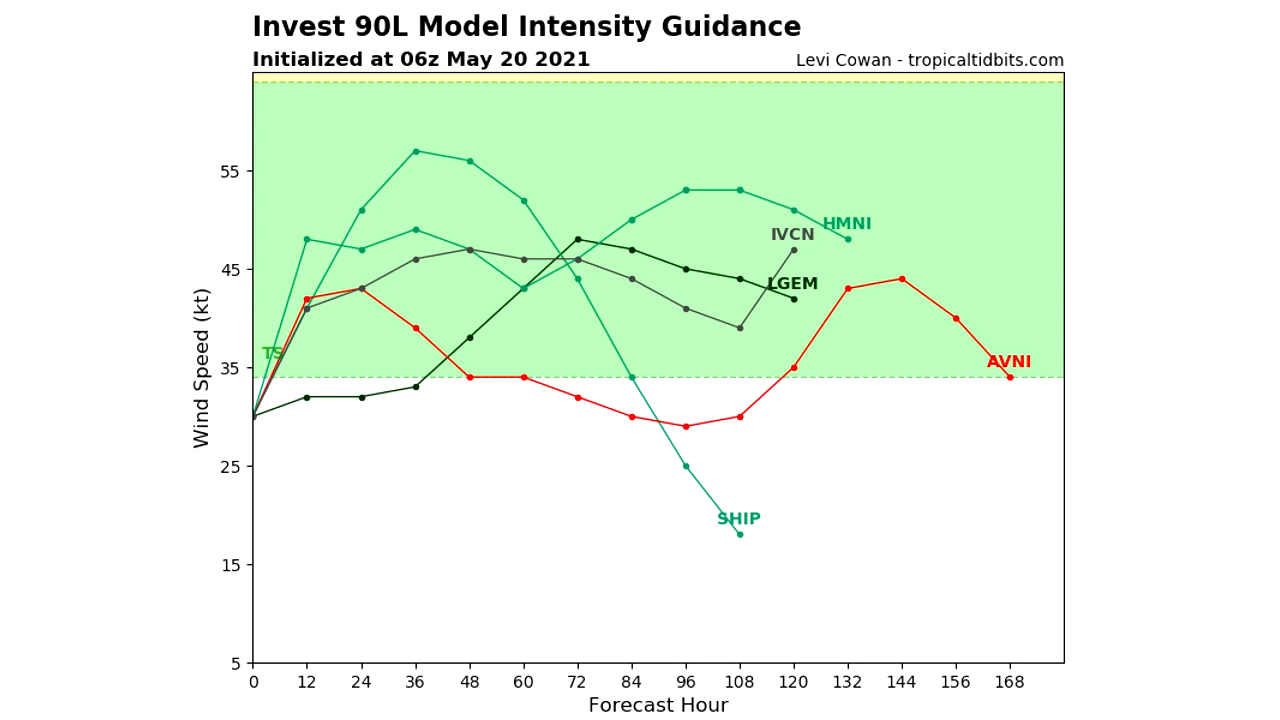 Invest 90L Model Intensity Guidance
Initialized at 06z May 20 2021
Levi Cowan - tropicaltidbits.com
55
45
35
25
15
5
Wind Speed (kt)
TS
HMNI
IVCN
LGEM
AVNI
SHIP
0 12 24 36 48 60 72 84 96 108 120 132 144 156 168
Forecast Hour